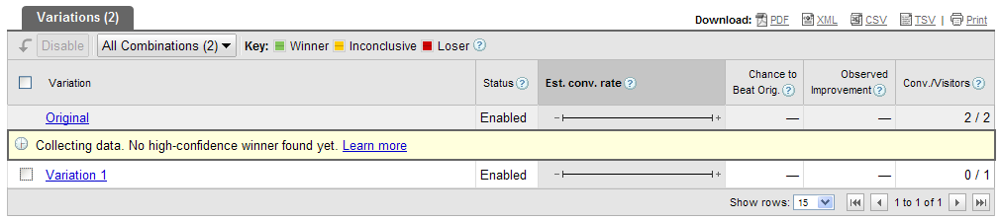 Variations (2)
Download: PDF XML CSV TSV | Print
Disable All Combinations (2) Key: Winner Inconclusive Loser ?
Variation Status ? Est. conv. rate ? Chance to Beat Orig. ? Observed Improvement ? Conv./Visitors ?
Original Enabled — — 2 / 2
Collecting data. No high-confidence winner found yet. Learn more
Variation 1 Enabled — — 0 / 1
Show rows: 15 1 to 1 of 1